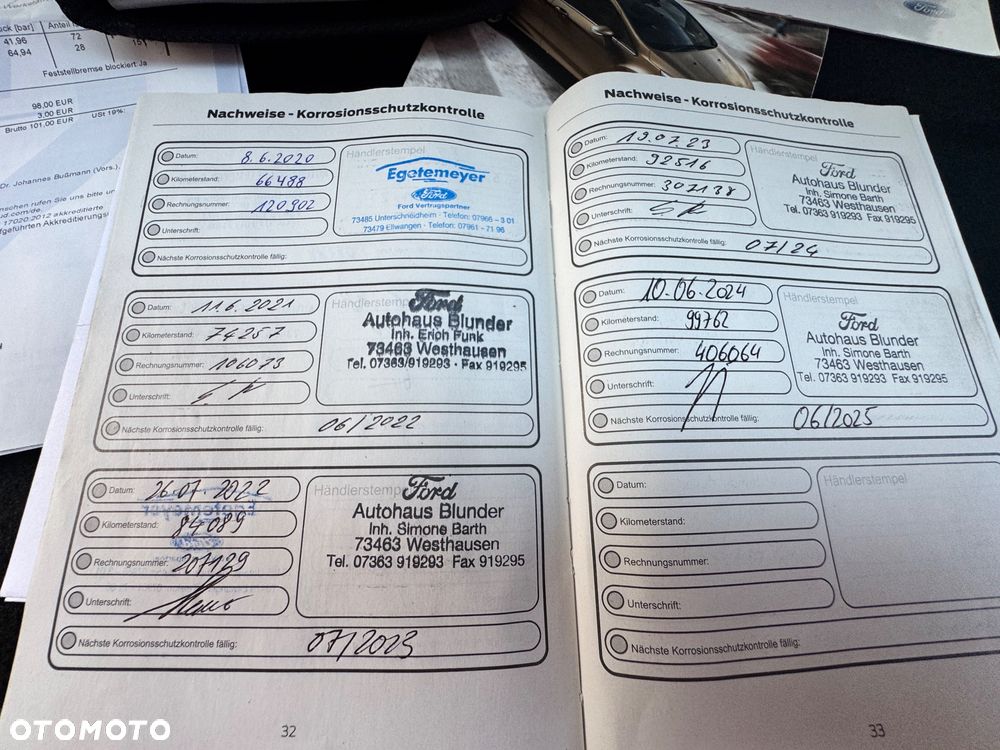 ck [bar]
41,96
72
64,94
28
Feststellbremse blockiert Ja
98,00 EUR
3,00 EUR
Brutto 101,00 EUR
USt 19%:
Dr. Johannes Bußmann (Vors.),
17020:2012 akkreditierte
Ford
Nachweise - Korrosionsschutzkontrolle
Datum: 8.6.2020
Kilometerstand: 66488
Rechnungsnummer: 120902
Unterschrift:
Nächste Korrosionsschutzkontrolle fällig:
Händlerstempel
Egetemeyer
Ford
Ford Vertragspartner
73485 Unterschneidheim · Telefon: 07966 - 3 01
73479 Ellwangen · Telefon: 07961 - 71 96
Datum: 11.6.2021
Kilometerstand: 74257
Rechnungsnummer: 106073
Unterschrift:
Nächste Korrosionsschutzkontrolle fällig: 06/2022
Händlerstempel
Ford
Autohaus Blunder
Inh. Erich Funk
73463 Westhausen
Tel. 07363/919293 · Fax 919295
Datum: 26.07.2022
Kilometerstand: 84089
Rechnungsnummer: 207129
Unterschrift:
Nächste Korrosionsschutzkontrolle fällig: 07/2023
Händlerstempel
Ford
Autohaus Blunder
Inh. Simone Barth
73463 Westhausen
Tel. 07363 919293 Fax 919295
32
Nachweise - Korrosionsschutzkontrolle
Datum: 19.07.23
Kilometerstand: 92516
Rechnungsnummer: 307138
Unterschrift:
Nächste Korrosionsschutzkontrolle fällig: 07/24
Händlerstempel
Ford
Autohaus Blunder
Inh. Simone Barth
73463 Westhausen
Tel. 07363 919293 Fax 919295
Datum: 10.06.2024
Kilometerstand: 99762
Rechnungsnummer: 406064
Unterschrift:
Nächste Korrosionsschutzkontrolle fällig: 06/2025
Händlerstempel
Ford
Autohaus Blunder
Inh. Simone Barth
73463 Westhausen
Tel. 07363 919293 Fax 919295
Datum:
Kilometerstand:
Rechnungsnummer:
Unterschrift:
Nächste Korrosionsschutzkontrolle fällig:
Händlerstempel
33
OTOMOTO